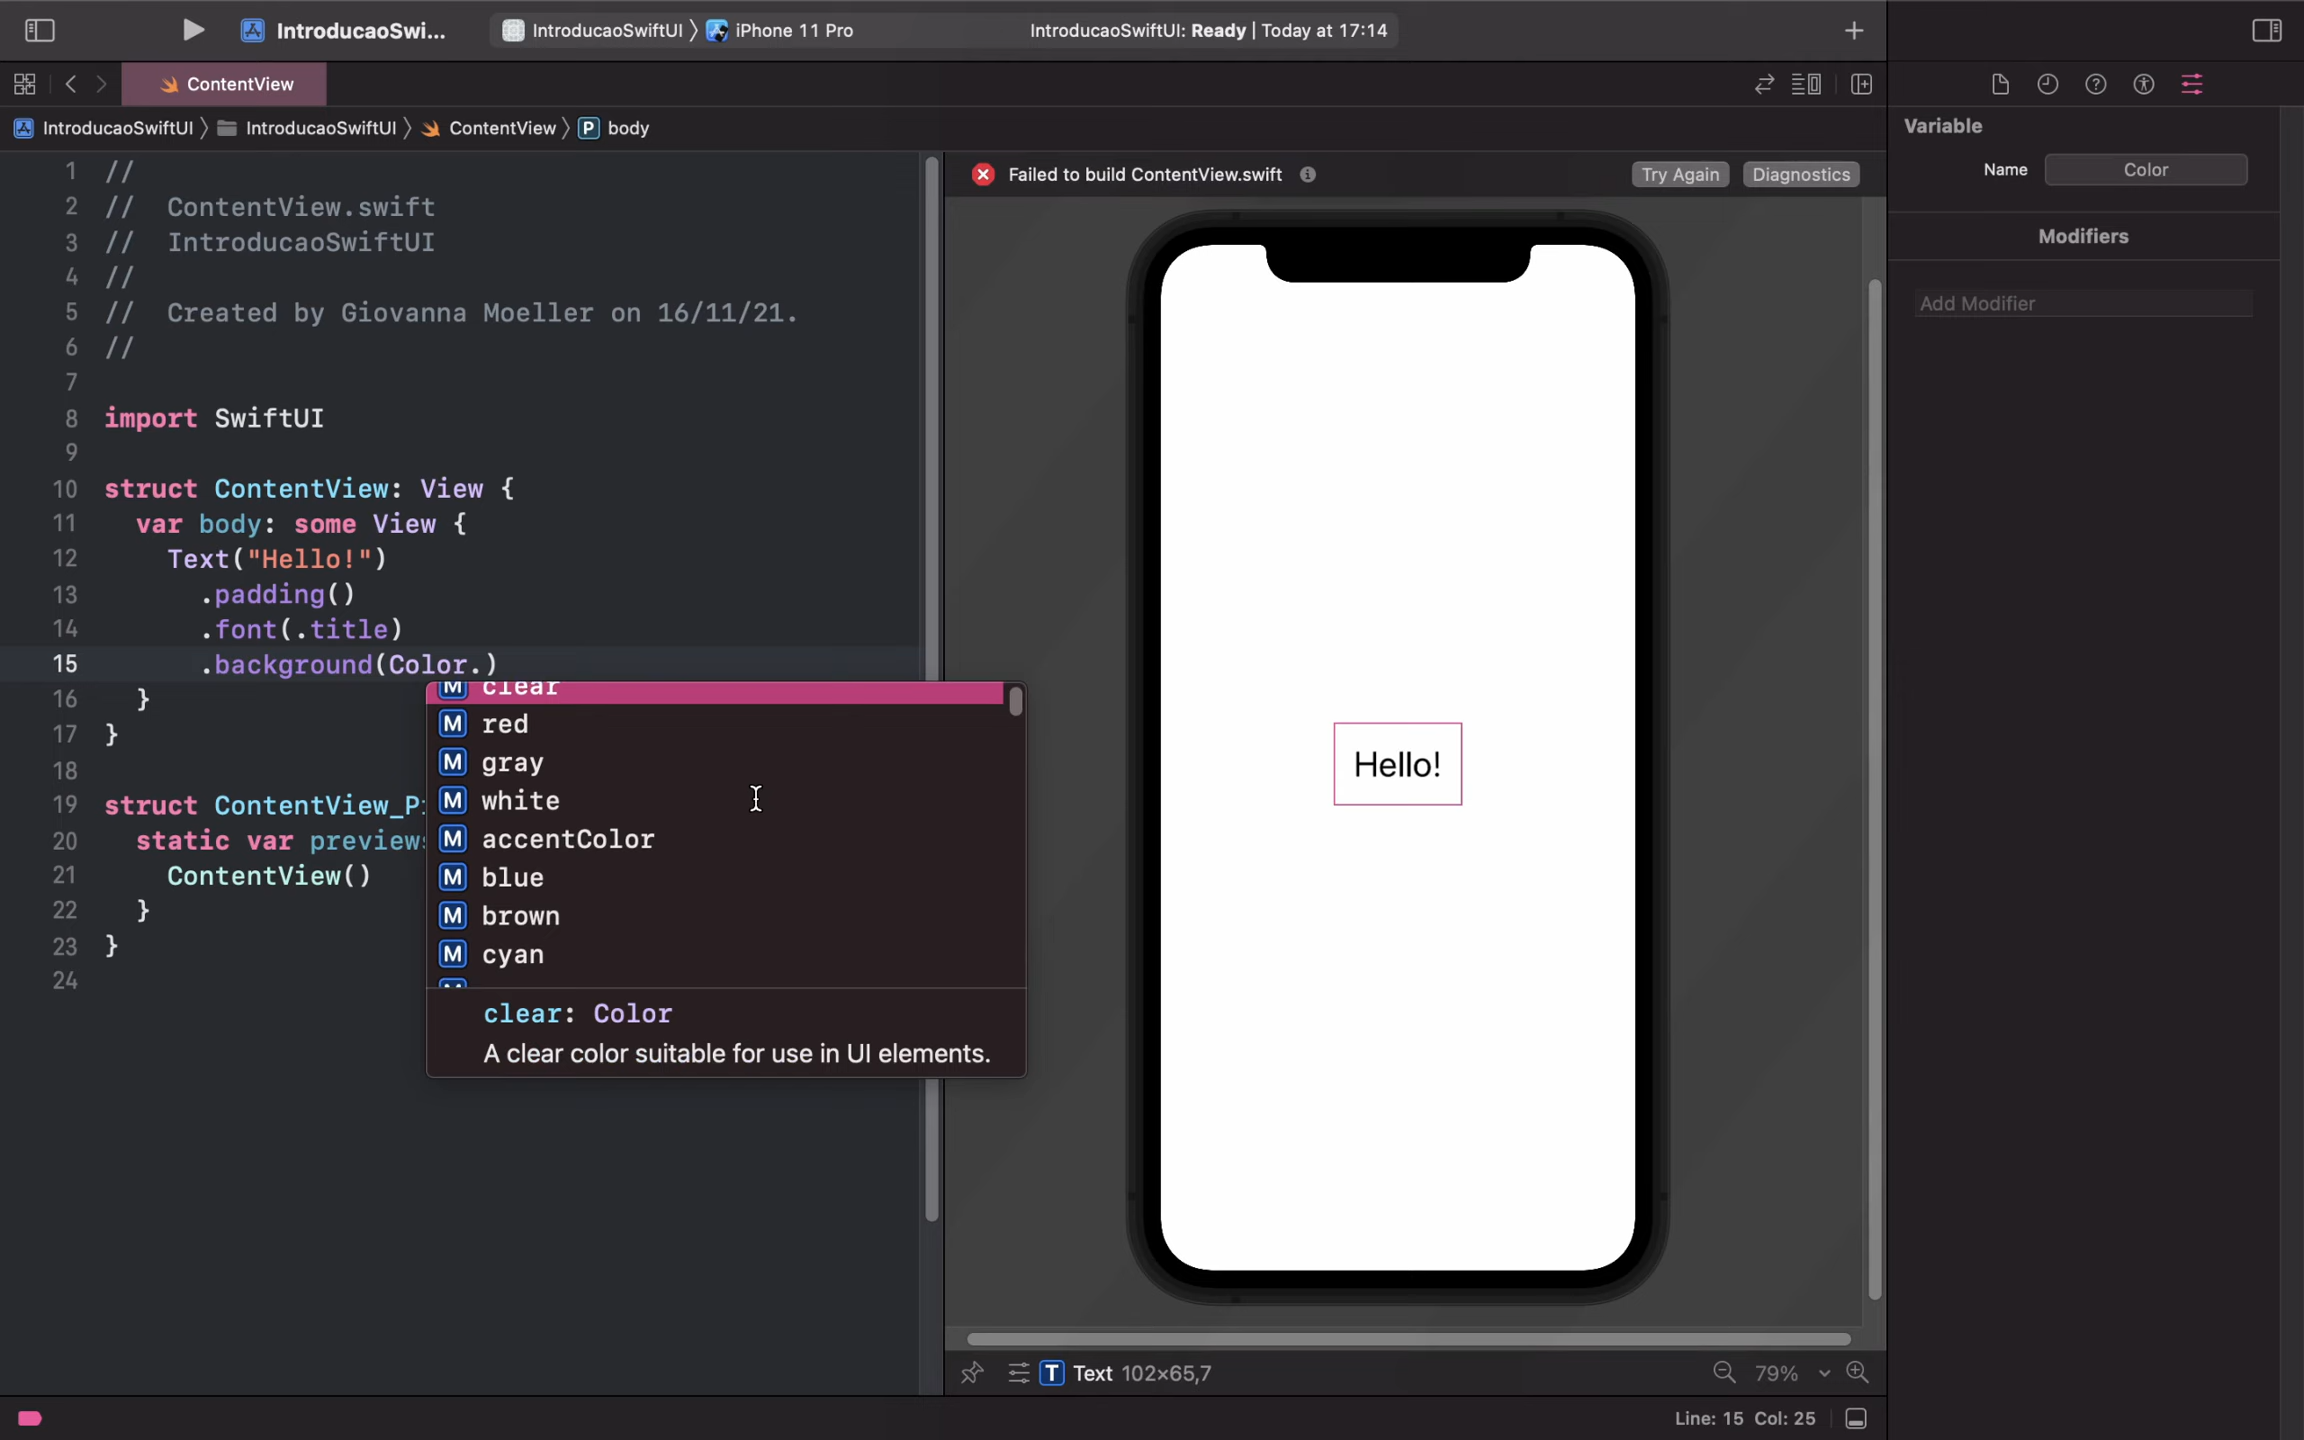 IntroducaoSwi...
IntroducaoSwiftUI
iPhone 11 Pro
IntroducaoSwiftUI: Ready | Today at 17:14
ContentView
IntroducaoSwiftUI
IntroducaoSwiftUI
ContentView
P body
1 //
2 // ContentView.swift
3 // IntroducaoSwiftUI
4 //
5 // Created by Giovanna Moeller on 16/11/21.
6 //
7
8 import SwiftUI
9
10 struct ContentView: View {
11 var body: some View {
12 Text("Hello!")
13 .padding()
14 .font(.title)
15 .background(Color.)
16 }
17 }
18
19 struct ContentView_P
20 static var previews
21 ContentView()
22 }
23 }
24
M clear
M red
M gray
M white
M accentColor
M blue
M brown
M cyan
clear: Color
A clear color suitable for use in UI elements.
Failed to build ContentView.swift
Try Again
Diagnostics
Hello!
T Text 102×65,7
79%
Line: 15 Col: 25
Variable
Name
Color
Modifiers
Add Modifier